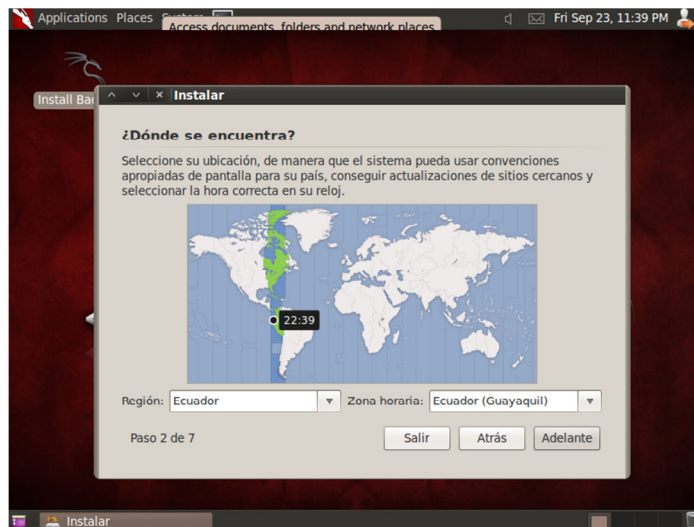 Applications Places System Fri Sep 23, 11:39 PM
Access documents, folders and network places
Install Bac
Instalar
¿Dónde se encuentra?
Seleccione su ubicación, de manera que el sistema pueda usar convenciones
apropiadas de pantalla para su país, conseguir actualizaciones de sitios cercanos y
seleccionar la hora correcta en su reloj.
22:39
Región: Ecuador Zona horaria: Ecuador (Guayaquil)
Paso 2 de 7 Salir Atrás Adelante
Instalar